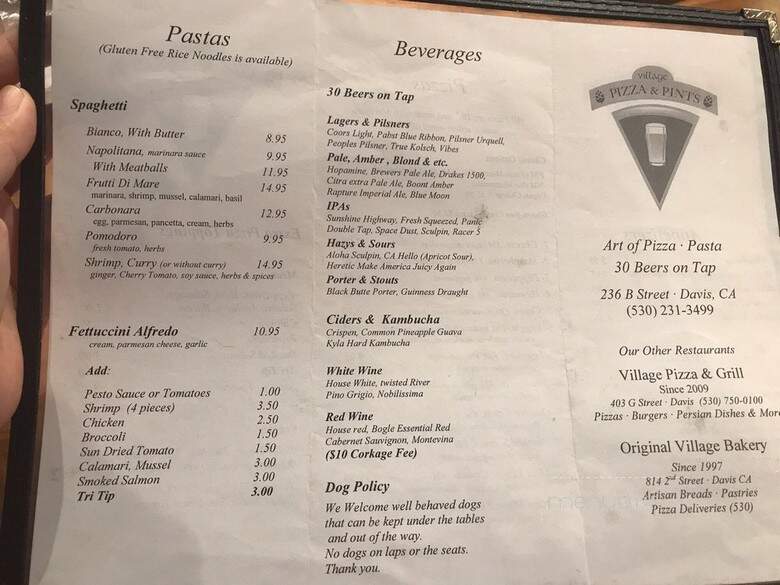 Pastas
(Gluten Free Rice Noodles is available)
Spaghetti
Bianco, With Butter 8.95
Napolitana, marinara sauce 9.95
With Meatballs 11.95
Frutti Di Mare 14.95
marinara, shrimp, mussel, calamari, basil
Carbonara 12.95
egg, parmesan, pancetta, cream, herbs
Pomodoro 9.95
fresh tomato, herbs
Shrimp, Curry (or without curry) 14.95
ginger, Cherry Tomato, soy sauce, herbs & spices
Fettuccini Alfredo 10.95
cream, parmesan cheese, garlic
Add:
Pesto Sauce or Tomatoes 1.00
Shrimp (4 pieces) 3.50
Chicken 2.50
Broccoli 1.50
Sun Dried Tomato 1.50
Calamari, Mussel 3.00
Smoked Salmon 3.00
Tri Tip 3.00
Beverages
30 Beers on Tap
Lagers & Pilsners
Coors Light, Pabst Blue Ribbon, Pilsner Urquell,
Peoples Pilsner, True Kolsch, Vibes
Pale, Amber , Blond & etc.
Hopamine, Brewers Pale Ale, Drakes 1500,
Citra extra Pale Ale, Boont Amber
Rapture Imperial Ale, Blue Moon
IPAs
Sunshine Highway, Fresh Squeezed, Panic
Double Tap, Space Dust, Sculpin, Racer 5
Hazys & Sours
Aloha Sculpin, CA Hello (Apricot Sour),
Heretic Make America Juicy Again
Porter & Stouts
Black Butte Porter, Guinness Draught
Ciders & Kambucha
Crispen, Common Pineapple Guava
Kyla Hard Kambucha
White Wine
House White, twisted River
Pino Grigio, Nobilissima
Red Wine
House red, Bogle Essential Red
Cabernet Sauvignon, Montevina
($10 Corkage Fee)
Dog Policy
We Welcome well behaved dogs
that can be kept under the tables
and out of the way.
No dogs on laps or the seats.
Thank you.
village
PIZZA & PINTS
Art of Pizza · Pasta
30 Beers on Tap
236 B Street · Davis, CA
(530) 231-3499
Our Other Restaurants
Village Pizza & Grill
Since 2009
403 G Street · Davis (530) 750-0100
Pizzas · Burgers · Persian Dishes & More
Original Village Bakery
Since 1997
814 2nd Street · Davis CA
Artisan Breads · Pastries
Pizza Deliveries (530)